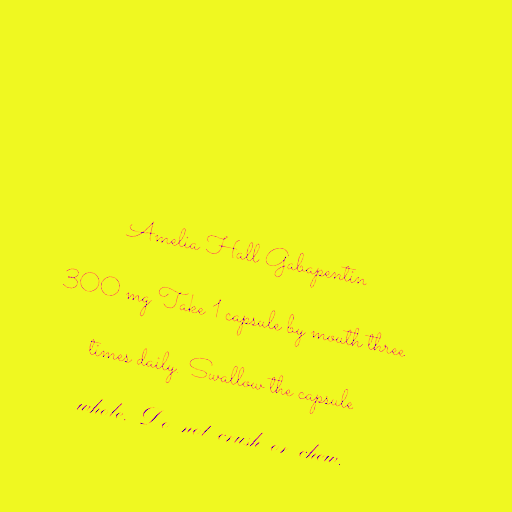 Amelia Hall Gabapentin
300 mg Take 1 capsule by mouth three
times daily. Swallow the capsule
whole. Do not crush or chew.